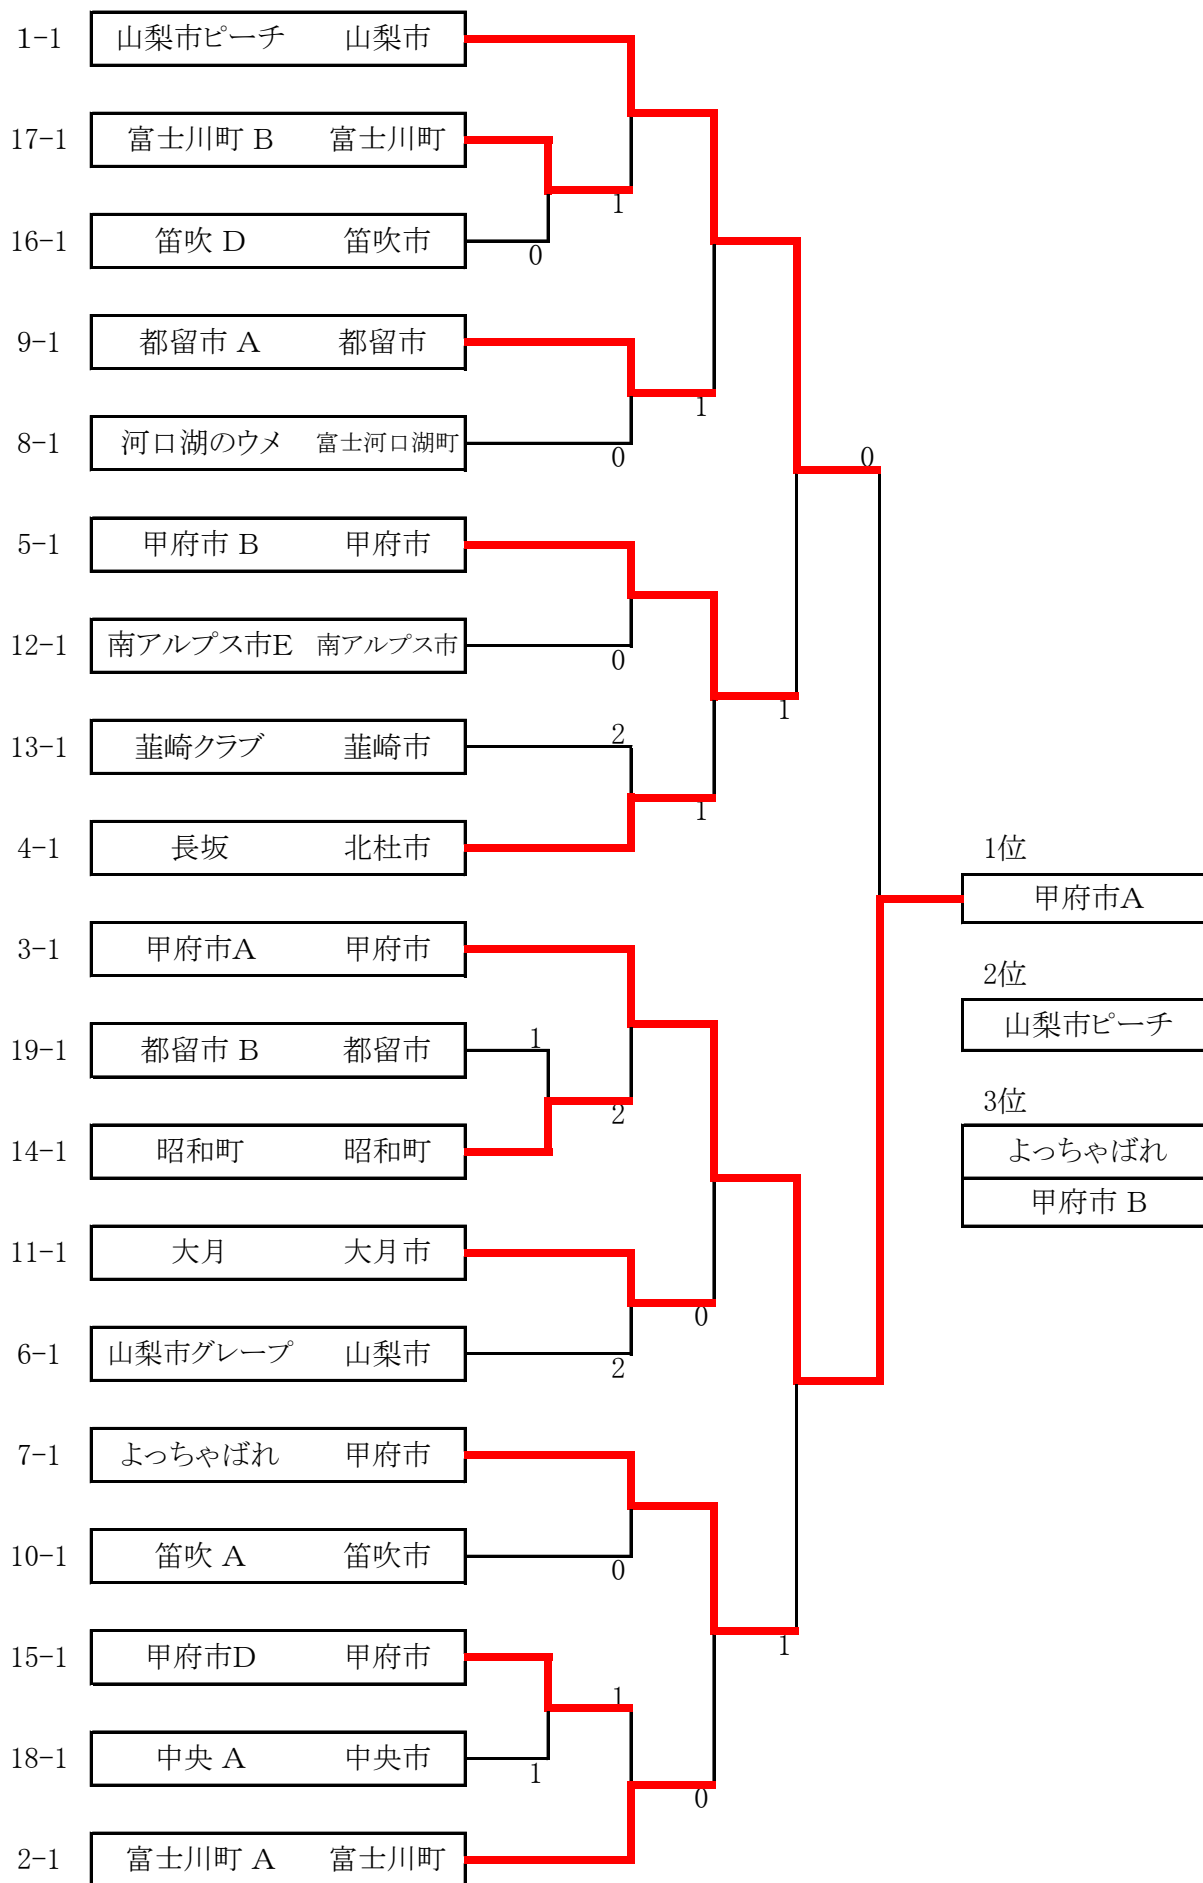 1-1 山梨市ピーチ 山梨市
17-1 富士川町 B 富士川町
1
16-1 笛吹 D 笛吹市
0
9-1 都留市 A 都留市
1
8-1 河口湖のウメ 富士河口湖町
0
0
5-1 甲府市 B 甲府市
12-1 南アルプス市E 南アルプス市
0
1
13-1 韮崎クラブ 韮崎市
2
1
4-1 長坂 北杜市
1位
甲府市A
3-1 甲府市A 甲府市
2位
山梨市ピーチ
19-1 都留市 B 都留市
1
2
3位
14-1 昭和町 昭和町
よっちゃばれ
甲府市 B
11-1 大月 大月市
0
6-1 山梨市グレープ 山梨市
2
7-1 よっちゃばれ 甲府市
10-1 笛吹 A 笛吹市
0
1
15-1 甲府市D 甲府市
1
18-1 中央 A 中央市
1
0
2-1 富士川町 A 富士川町